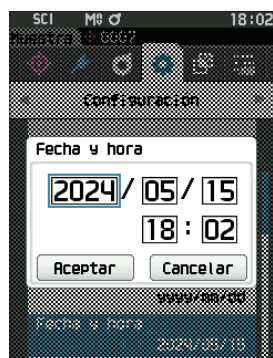 SCI M0 18:02
Muestra 0007
Configuración
Fecha y hora
2024/ 05/ 15
18 : 02
Aceptar Cancelar
yyyy/mm/dd
Fecha y hora
2024/05/15